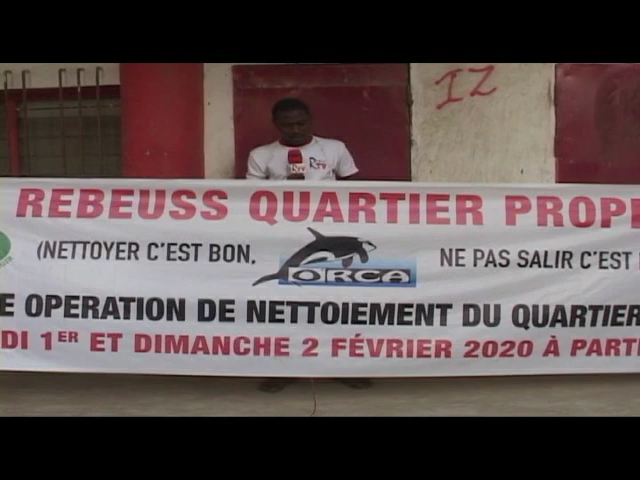 IZ
REBEUSS QUARTIER PROP
(NETTOYER C'EST BON,
ORCA
NE PAS SALIR C'EST
E OPERATION DE NETTOIEMENT DU QUARTIER
DI 1ER ET DIMANCHE 2 FÉVRIER 2020 À PARTI